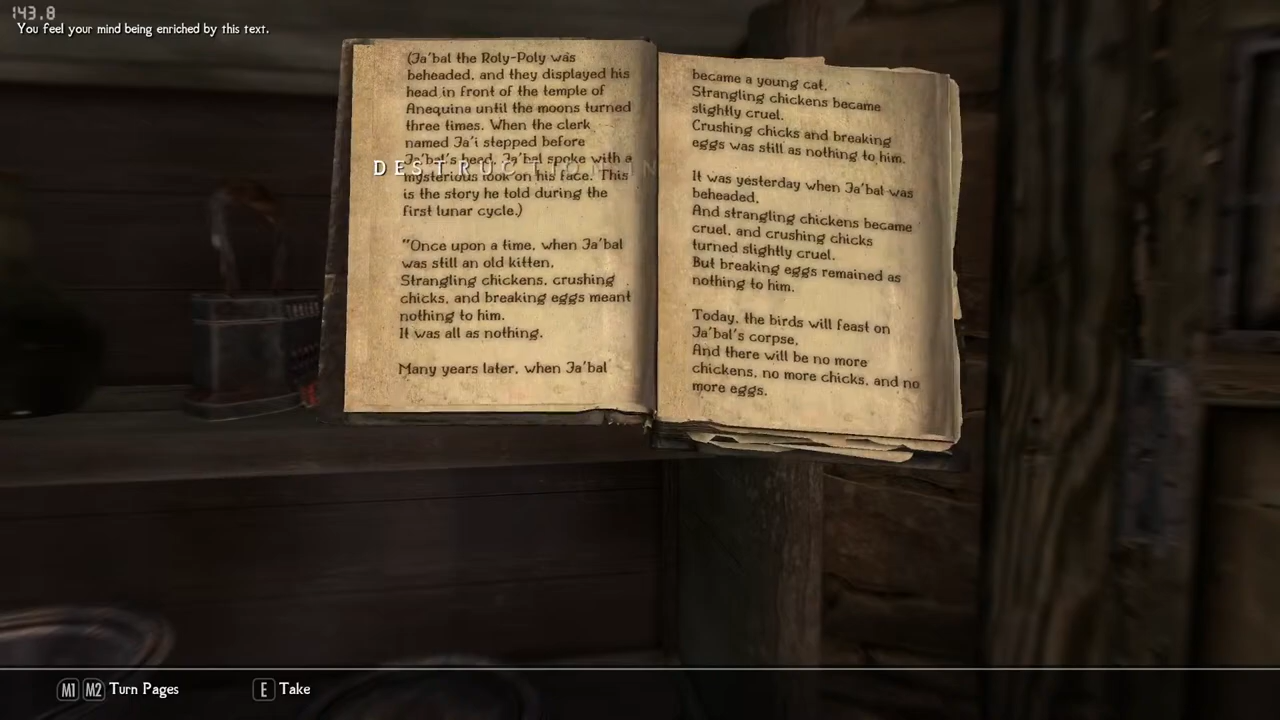 143.8
You feel your mind being enriched by this text.
(Ja'bal the Roly-Poly was
beheaded, and they displayed his
head in front of the temple of
Anequina until the moons turned
three times. When the clerk
named Ja'i stepped before
Ja'bal's head, Ja'bal spoke with a
mysterious look on his face. This
is the story he told during the
first lunar cycle.)
"Once upon a time, when Ja'bal
was still an old kitten,
Strangling chickens, crushing
chicks, and breaking eggs meant
nothing to him.
It was all as nothing.
Many years later, when Ja'bal
became a young cat,
Strangling chickens became
slightly cruel.
Crushing chicks and breaking
eggs was still as nothing to him.
It was yesterday when Ja'bal was
beheaded,
And strangling chickens became
cruel, and crushing chicks
turned slightly cruel.
But breaking eggs remained as
nothing to him.
Today, the birds will feast on
Ja'bal's corpse,
And there will be no more
chickens, no more chicks, and no
more eggs.
DESTRUCTION IN
M1 M2 Turn Pages
E Take